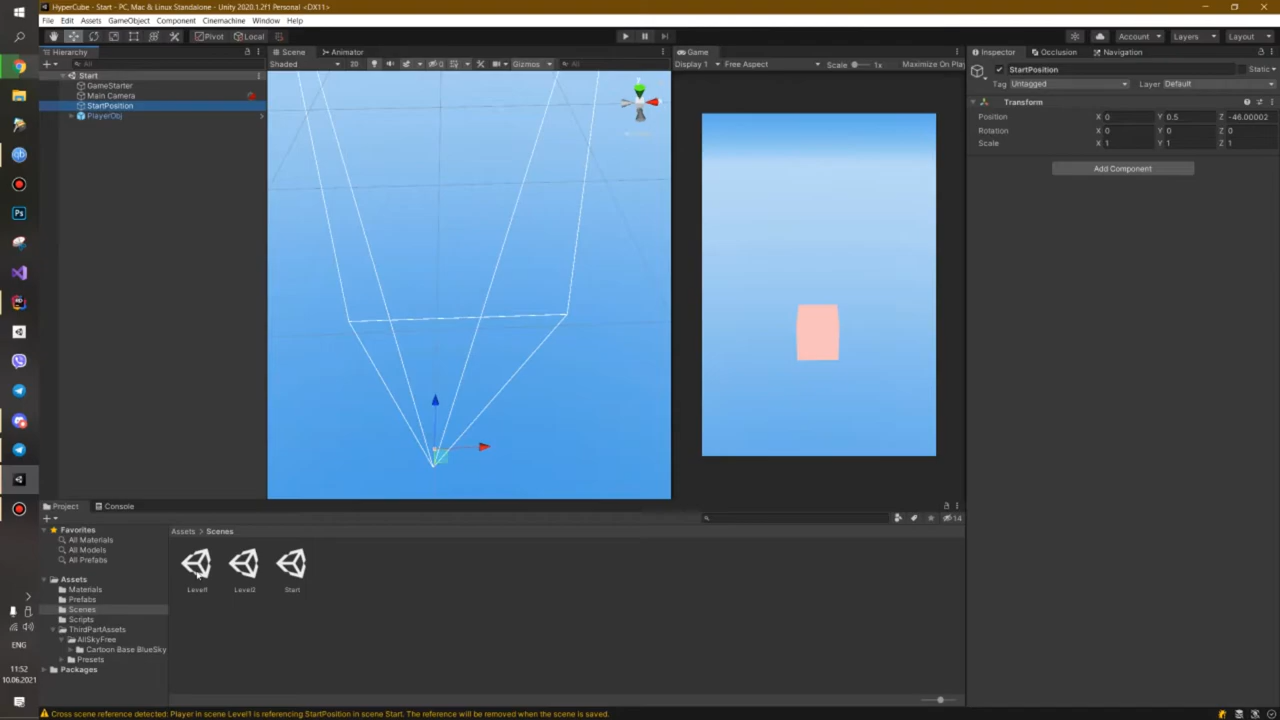 HyperCube - Start - PC, Mac & Linux Standalone - Unity 2020.1.2f1 Personal <DX11>
File Edit Assets GameObject Component Cinemachine Window Help
Pivot Local Account Layers Layout
Hierarchy Scene Animator Game Inspector Occlusion Navigation
All Shaded 2D 0 Gizmos All Display 1 Free Aspect Scale 1x Maximize On Play
StartPosition Static
Tag Untagged Layer Default
Start
GameStarter
Main Camera
StartPosition
PlayerObj
Transform
Position X 0 Y 0.5 Z -46.00002
Rotation X 0 Y 0 Z 0
Scale X 1 Y 1 Z 1
Add Component
Project Console
14
Favorites
All Materials
All Models
All Prefabs
Assets
Materials
Prefabs
Scenes
Scripts
ThirdPartAssets
AllSkyFree
Cartoon Base BlueSky
Presets
Packages
Assets > Scenes
Level1 Level2 Start
Ps
ENG
11:52
10.06.2021
Cross scene reference detected: Player in scene Level1 is referencing StartPosition in scene Start. The reference will be removed when the scene is saved.